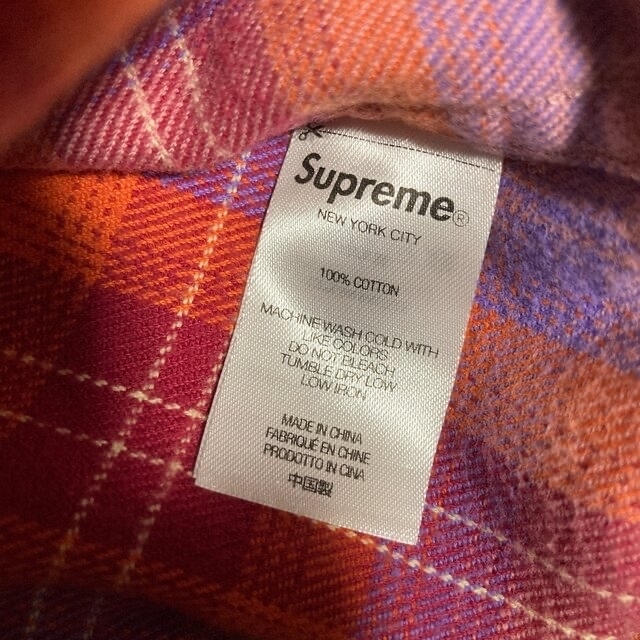 Supreme®
NEW YORK CITY
100% COTTON
MACHINE WASH COLD WITH
LIKE COLORS
DO NOT BLEACH
TUMBLE DRY LOW
LOW IRON
MADE IN CHINA
FABRIQUÉ EN CHINE
PRODOTTO IN CINA
中国製